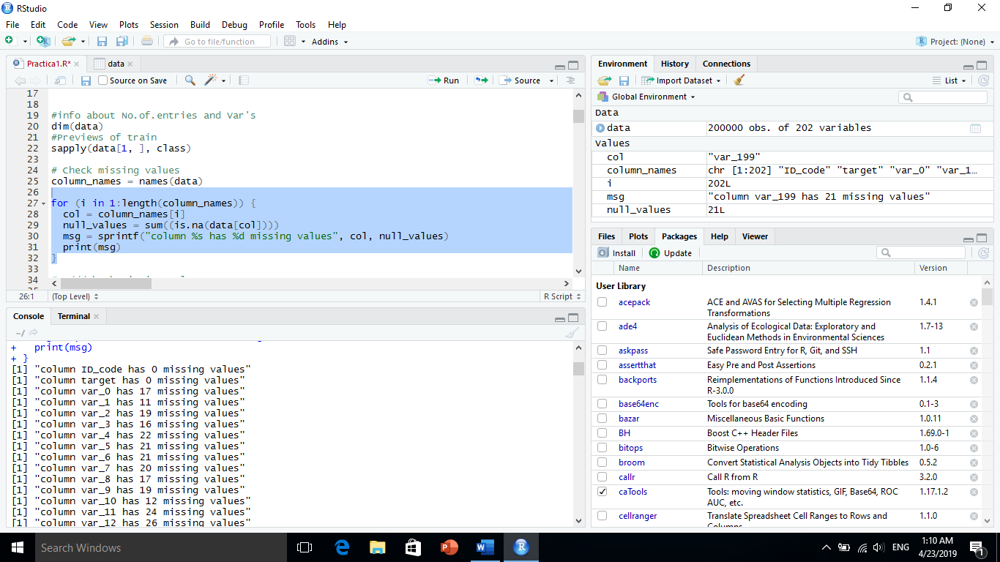 RStudio
File Edit Code View Plots Session Build Debug Profile Tools Help
Go to file/function Addins Project: (None)
Practica1.R* data
Source on Save Run Source
17
18
19 #info about No.of.entries and Var's
20 dim(data)
21 #Previews of train
22 sapply(data[1, ], class)
23
24 # Check missing values
25 column_names = names(data)
26
27 for (i in 1:length(column_names)) {
28 col = column_names[i]
29 null_values = sum((is.na(data[col])))
30 msg = sprintf("column %s has %d missing values", col, null_values)
31 print(msg)
32 }
33
34
26:1 (Top Level) R Script
Console Terminal
~/
+ print(msg)
+ }
[1] "column ID_code has 0 missing values"
[1] "column target has 0 missing values"
[1] "column var_0 has 17 missing values"
[1] "column var_1 has 11 missing values"
[1] "column var_2 has 19 missing values"
[1] "column var_3 has 16 missing values"
[1] "column var_4 has 22 missing values"
[1] "column var_5 has 21 missing values"
[1] "column var_6 has 21 missing values"
[1] "column var_7 has 20 missing values"
[1] "column var_8 has 17 missing values"
[1] "column var_9 has 19 missing values"
[1] "column var_10 has 12 missing values"
[1] "column var_11 has 24 missing values"
[1] "column var_12 has 26 missing values"
Environment History Connections
Import Dataset List
Global Environment
Data
data 200000 obs. of 202 variables
Values
col "var_199"
column_names chr [1:202] "ID_code" "target" "var_0" "var_1…
i 202L
msg "column var_199 has 21 missing values"
null_values 21L
Files Plots Packages Help Viewer
Install Update
Name Description Version
User Library
acepack ACE and AVAS for Selecting Multiple Regression 1.4.1
Transformations
ade4 Analysis of Ecological Data: Exploratory and 1.7-13
Euclidean Methods in Environmental Sciences
askpass Safe Password Entry for R, Git, and SSH 1.1
assertthat Easy Pre and Post Assertions 0.2.1
backports Reimplementations of Functions Introduced Since 1.1.4
R-3.0.0
base64enc Tools for base64 encoding 0.1-3
bazar Miscellaneous Basic Functions 1.0.11
BH Boost C++ Header Files 1.69.0-1
bitops Bitwise Operations 1.0-6
broom Convert Statistical Analysis Objects into Tidy Tibbles 0.5.2
callr Call R from R 3.2.0
caTools Tools: moving window statistics, GIF, Base64, ROC 1.17.1.2
AUC, etc.
cellranger Translate Spreadsheet Cell Ranges to Rows and 1.1.0
Columns
Search Windows
ENG
1:10 AM
4/23/2019
1